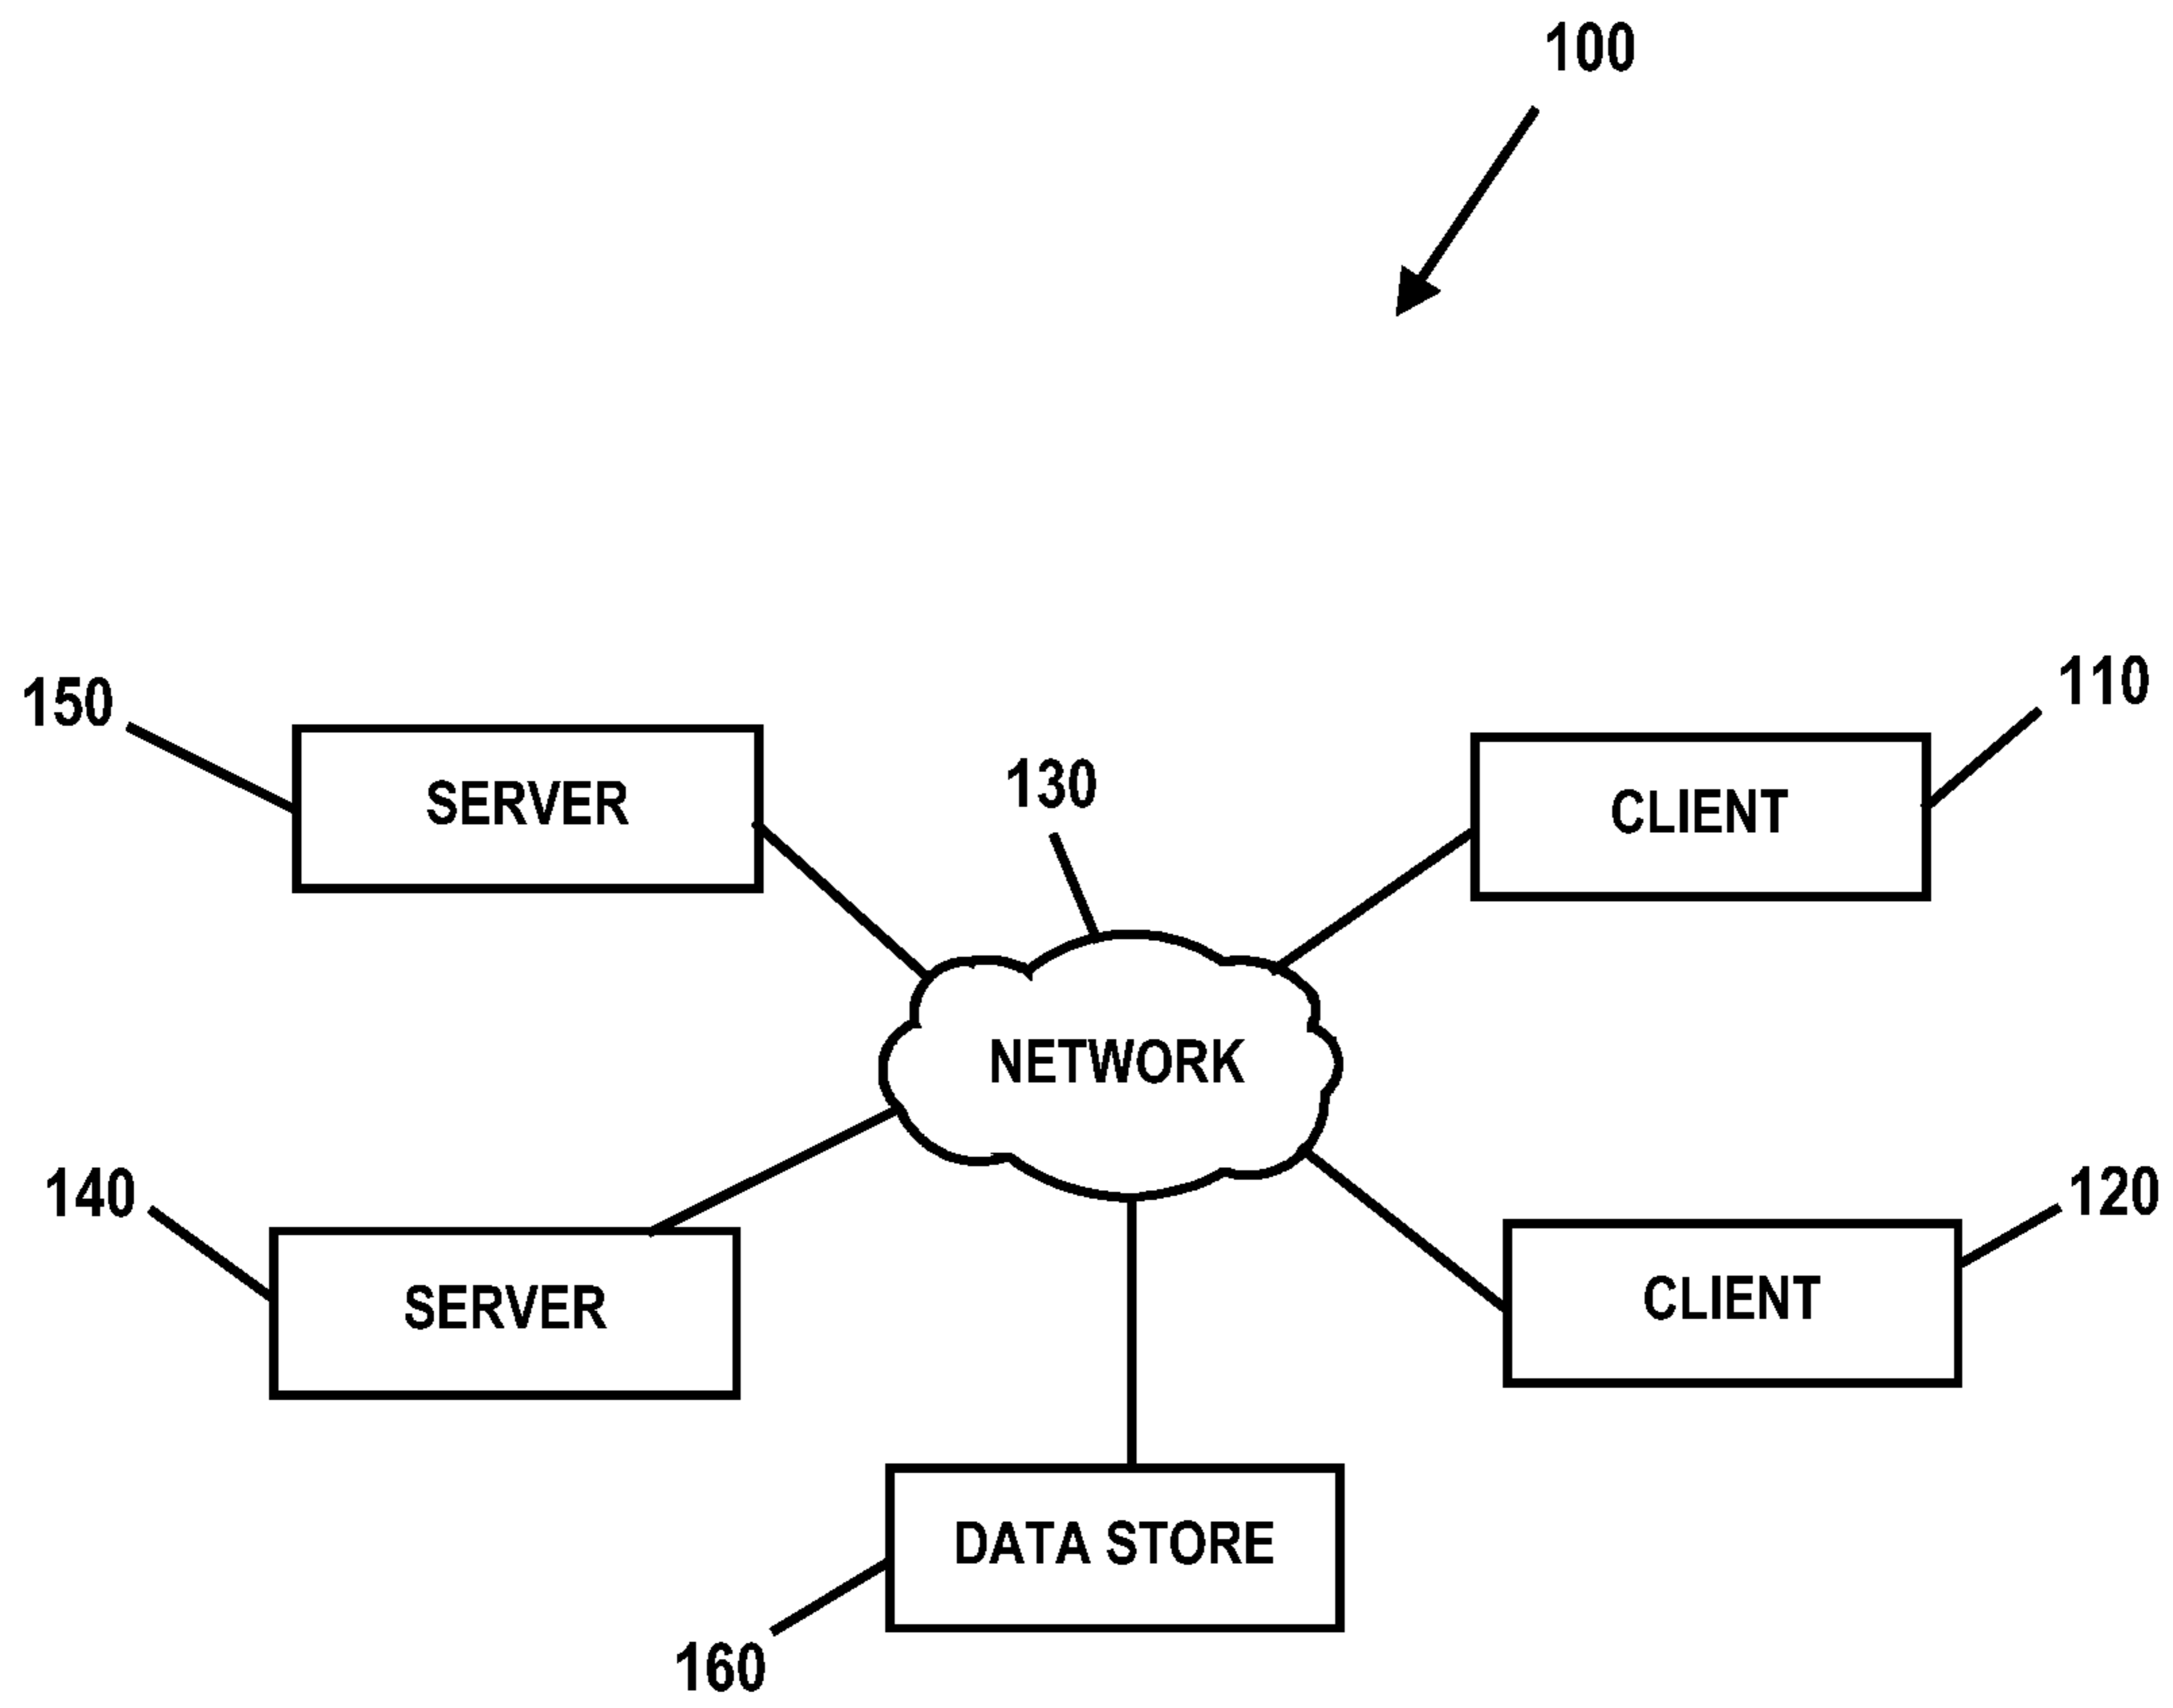 100
150
110
SERVER
130
CLIENT
NETWORK
140
120
SERVER
CLIENT
DATA STORE
160